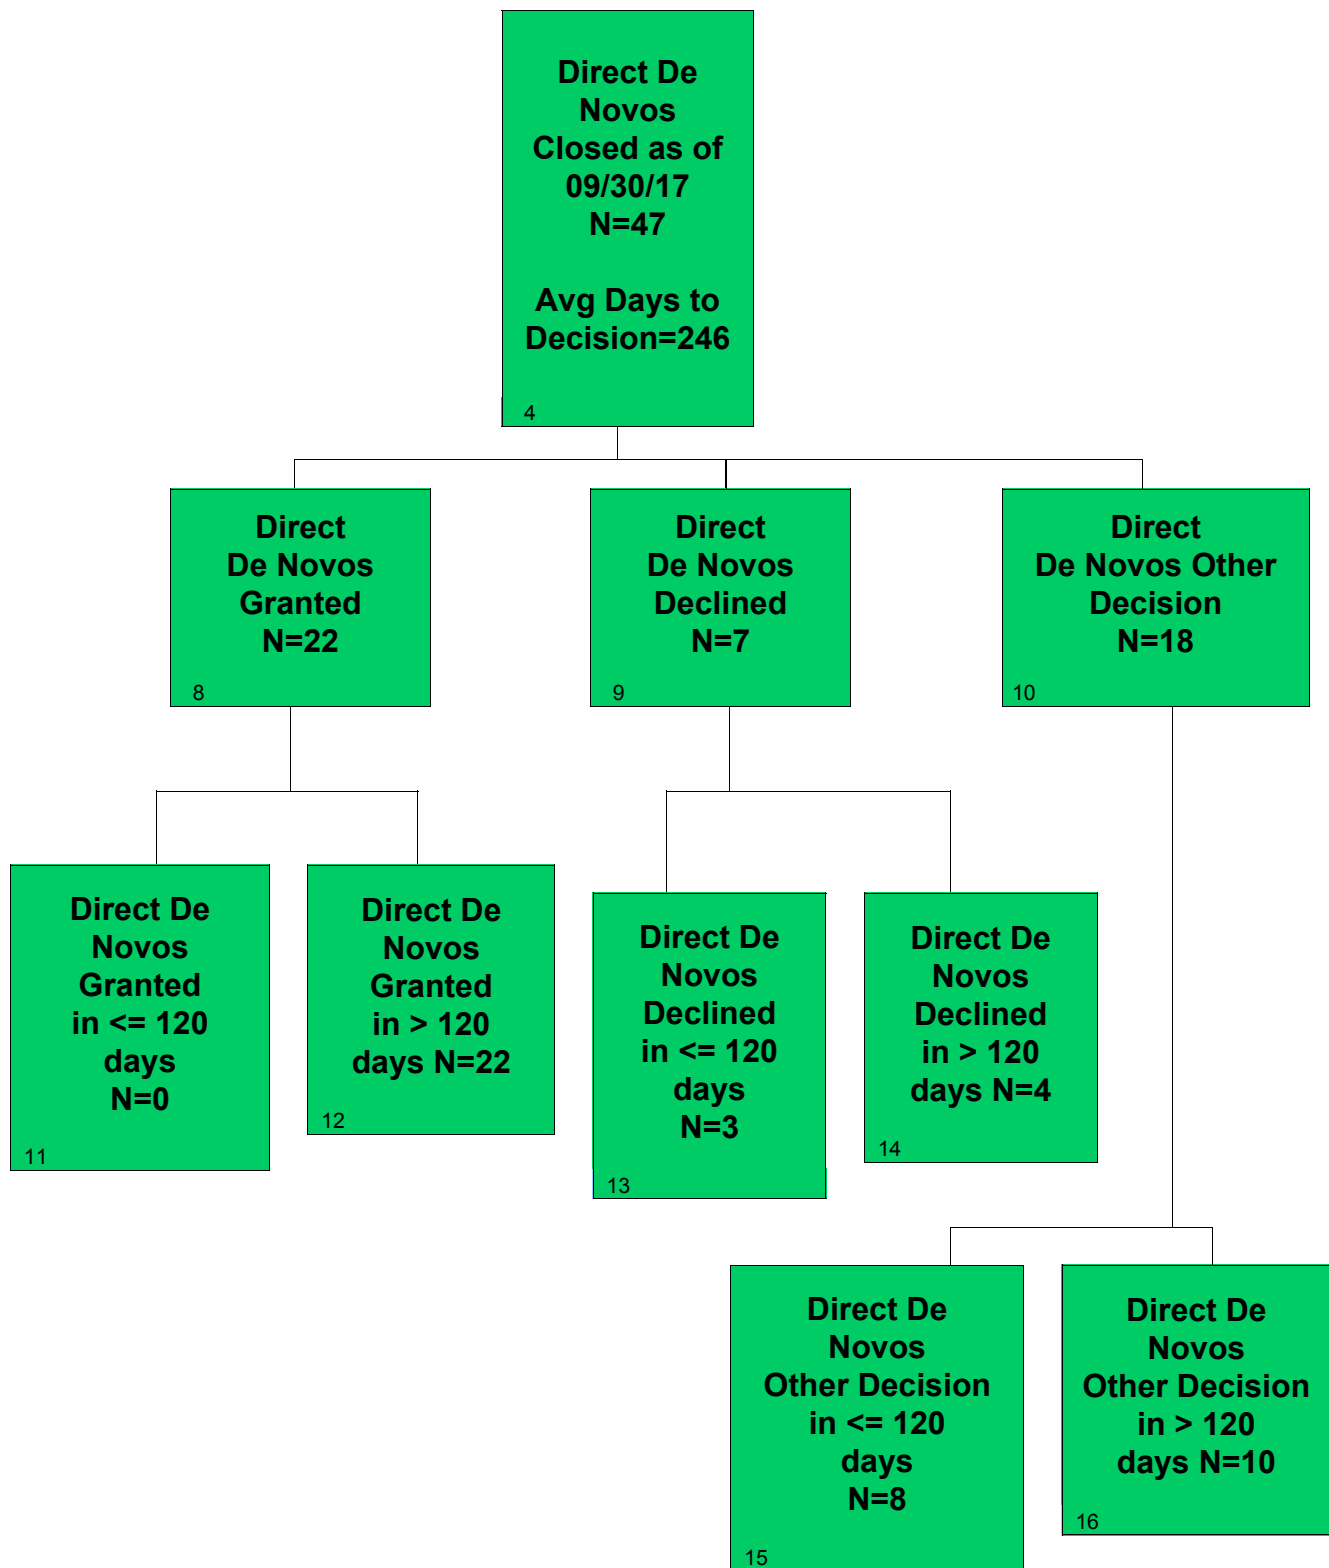 Direct De
Novos
Closed as of
09/30/17
N=47
Avg Days to
Decision=246
4
Direct
De Novos
Granted
N=22
8
Direct
De Novos
Declined
N=7
9
Direct
De Novos Other
Decision
N=18
10
Direct De
Novos
Granted
in <= 120
days
N=0
11
Direct De
Novos
Granted
in > 120
days N=22
12
Direct De
Novos
Declined
in <= 120
days
N=3
13
Direct De
Novos
Declined
in > 120
days N=4
14
Direct De
Novos
Other Decision
in <= 120
days
N=8
15
Direct De
Novos
Other Decision
in > 120
days N=10
16